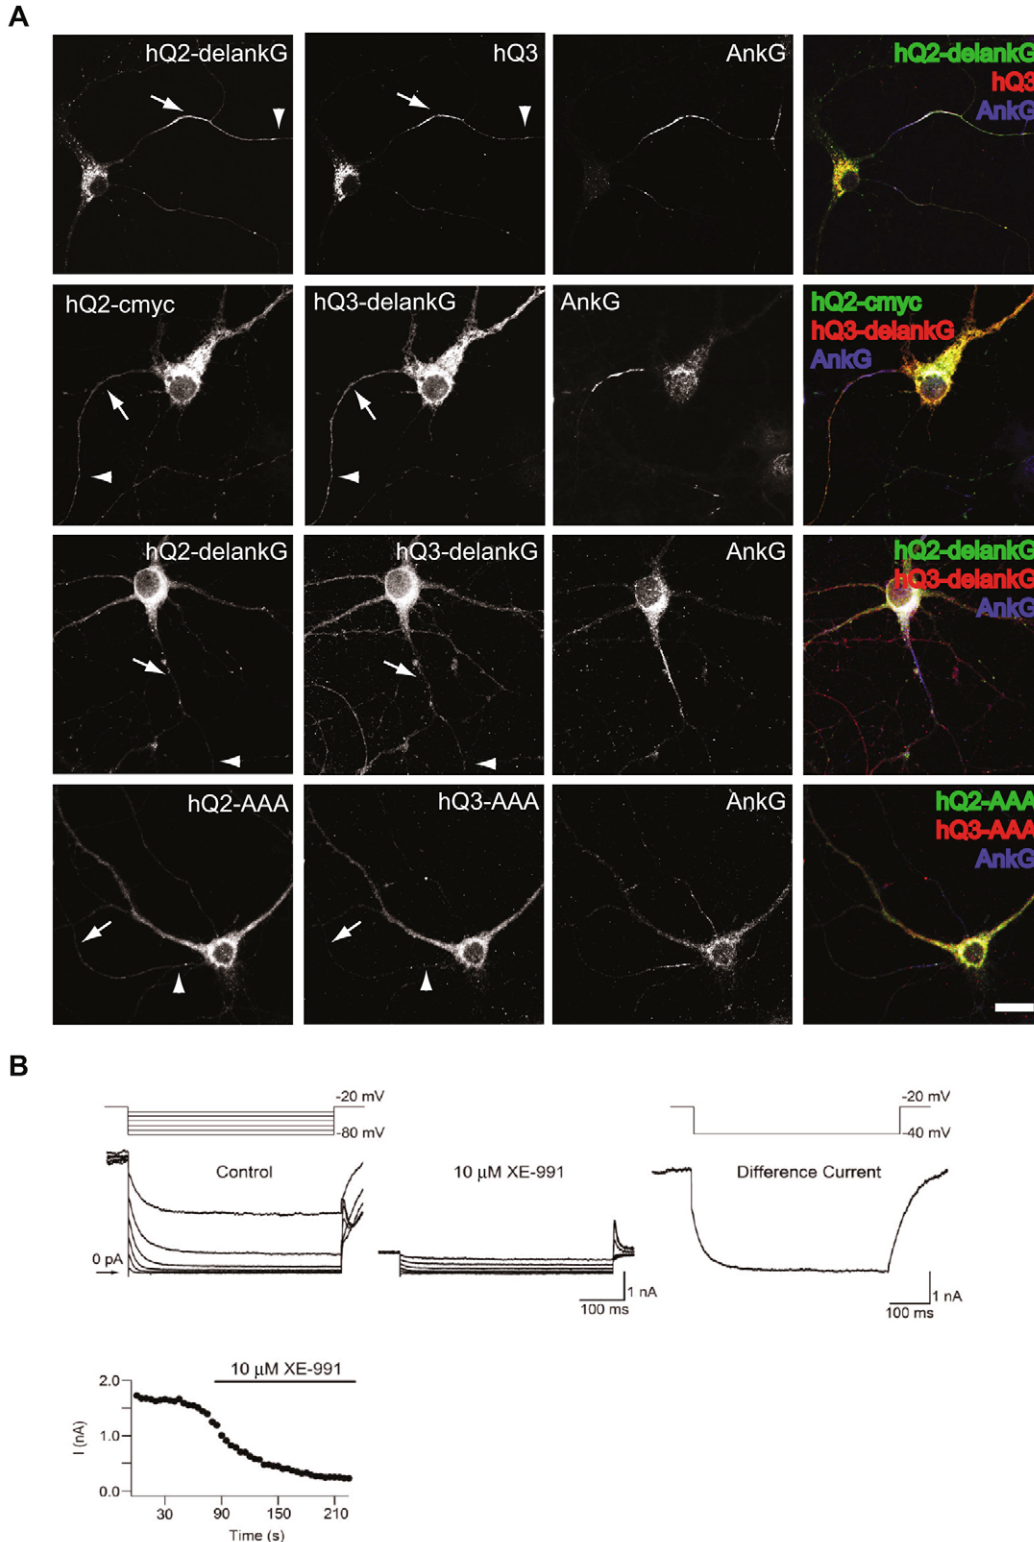 A
hQ2-delankG
hQ3
AnkG
hQ2-delankG
hQ3
AnkG
hQ2-cmyc
hQ3-delankG
AnkG
hQ2-cmyc
hQ3-delankG
AnkG
hQ2-delankG
hQ3-delankG
AnkG
hQ2-delankG
hQ3-delankG
AnkG
hQ2-AAA
hQ3-AAA
AnkG
hQ2-AAA
hQ3-AAA
AnkG
B
-20 mV
-80 mV
Control
0 pA
10 µM XE-991
1 nA
100 ms
-20 mV
-40 mV
Difference Current
1 nA
100 ms
10 µM XE-991
2.0
1.0
0.0
I (nA)
30 90 150 210
Time (s)